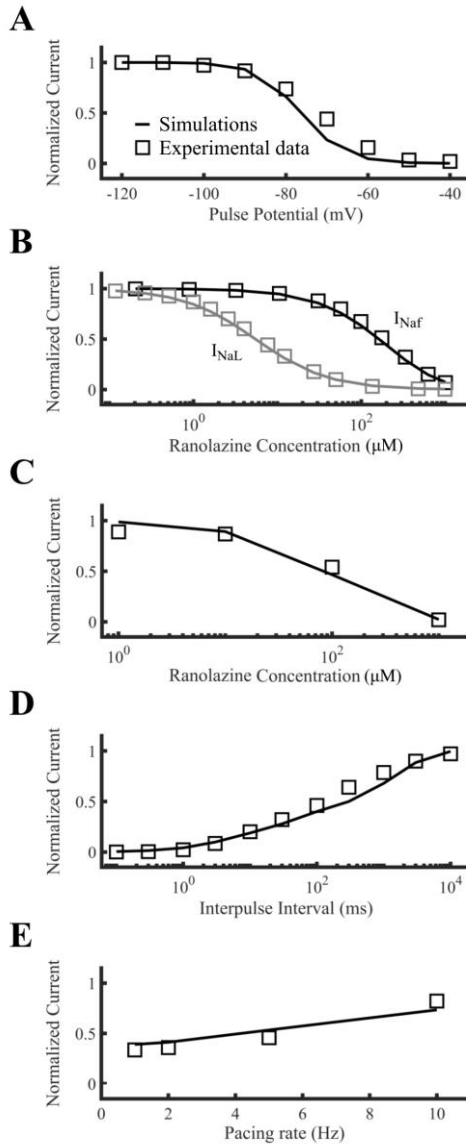 A
Normalized Current
1
0.5
0
Simulations
Experimental data
-120 -100 -80 -60 -40
Pulse Potential (mV)
B
Normalized Current
1
0.5
0
I_NaL
I_Naf
10^0 10^2
Ranolazine Concentration (μM)
C
Normalized Current
1
0.5
0
10^0 10^2
Ranolazine Concentration (μM)
D
Normalized Current
1
0.5
0
10^0 10^2 10^4
Interpulse Interval (ms)
E
Normalized Current
1
0.5
0
0 2 4 6 8 10
Pacing rate (Hz)